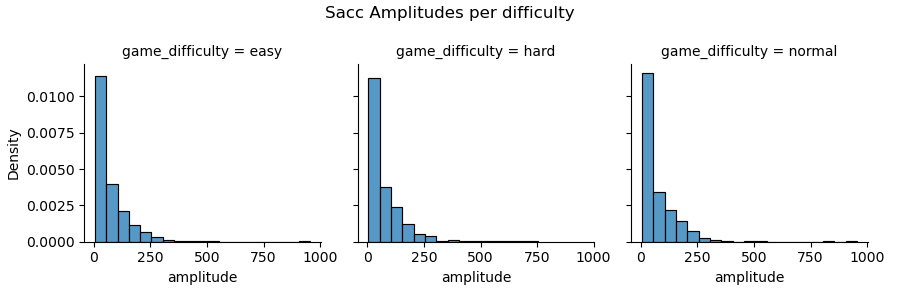 Sacc Amplitudes per difficulty
game_difficulty = easy
game_difficulty = hard
game_difficulty = normal
Density
0.0100
0.0075
0.0050
0.0025
0.0000
0 250 500 750 1000
0 250 500 750 1000
0 250 500 750 1000
amplitude
amplitude
amplitude